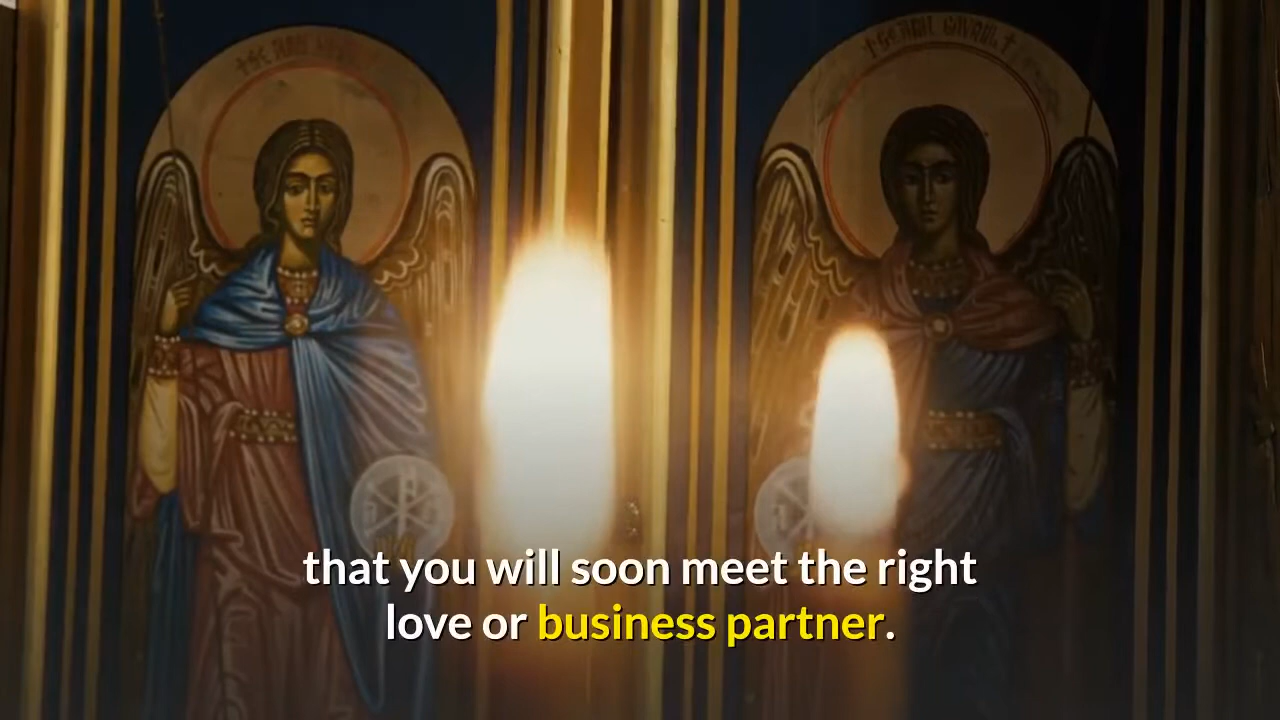 that you will soon meet the right
love or business partner.